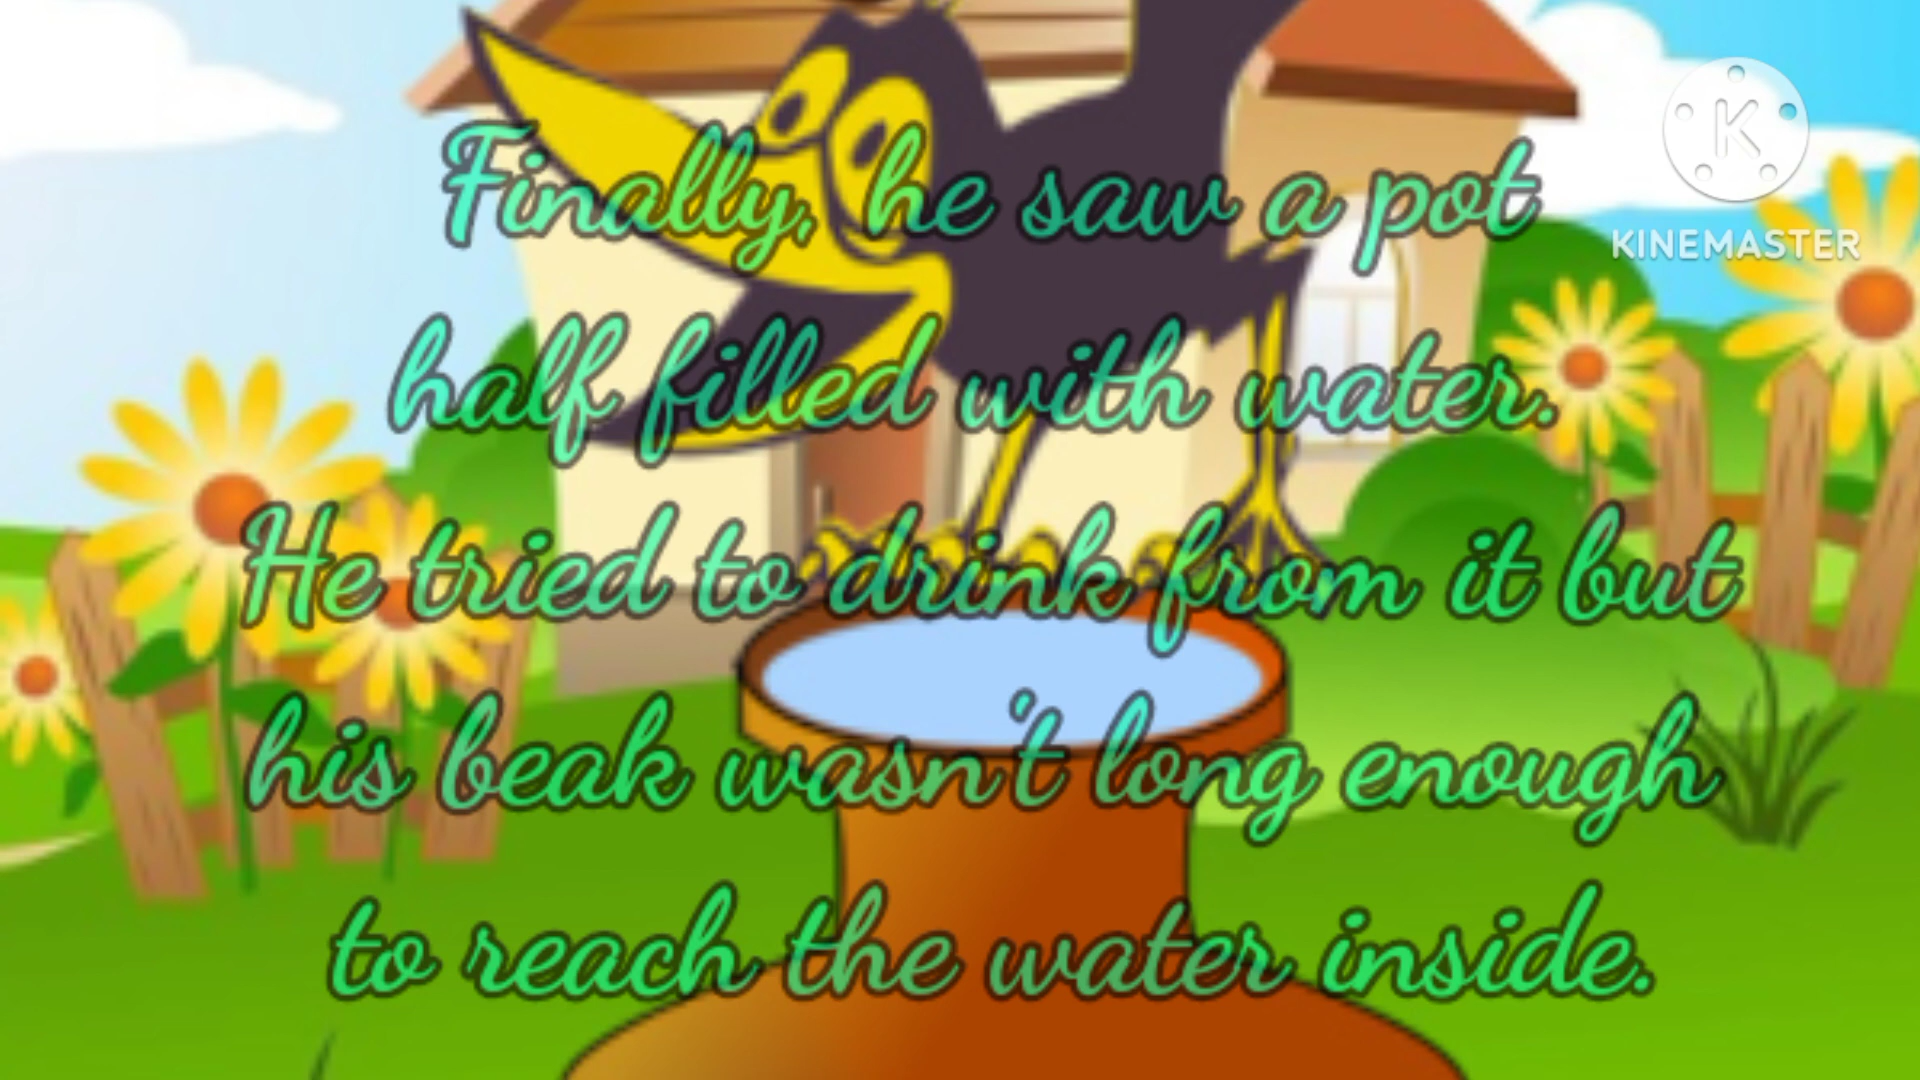 Finally, he saw a pot
half filled with water.
He tried to drink from it but
his beak wasn't long enough
to reach the water inside.
K
KINEMASTER